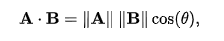 A · B = ‖A‖ ‖B‖ cos(θ),